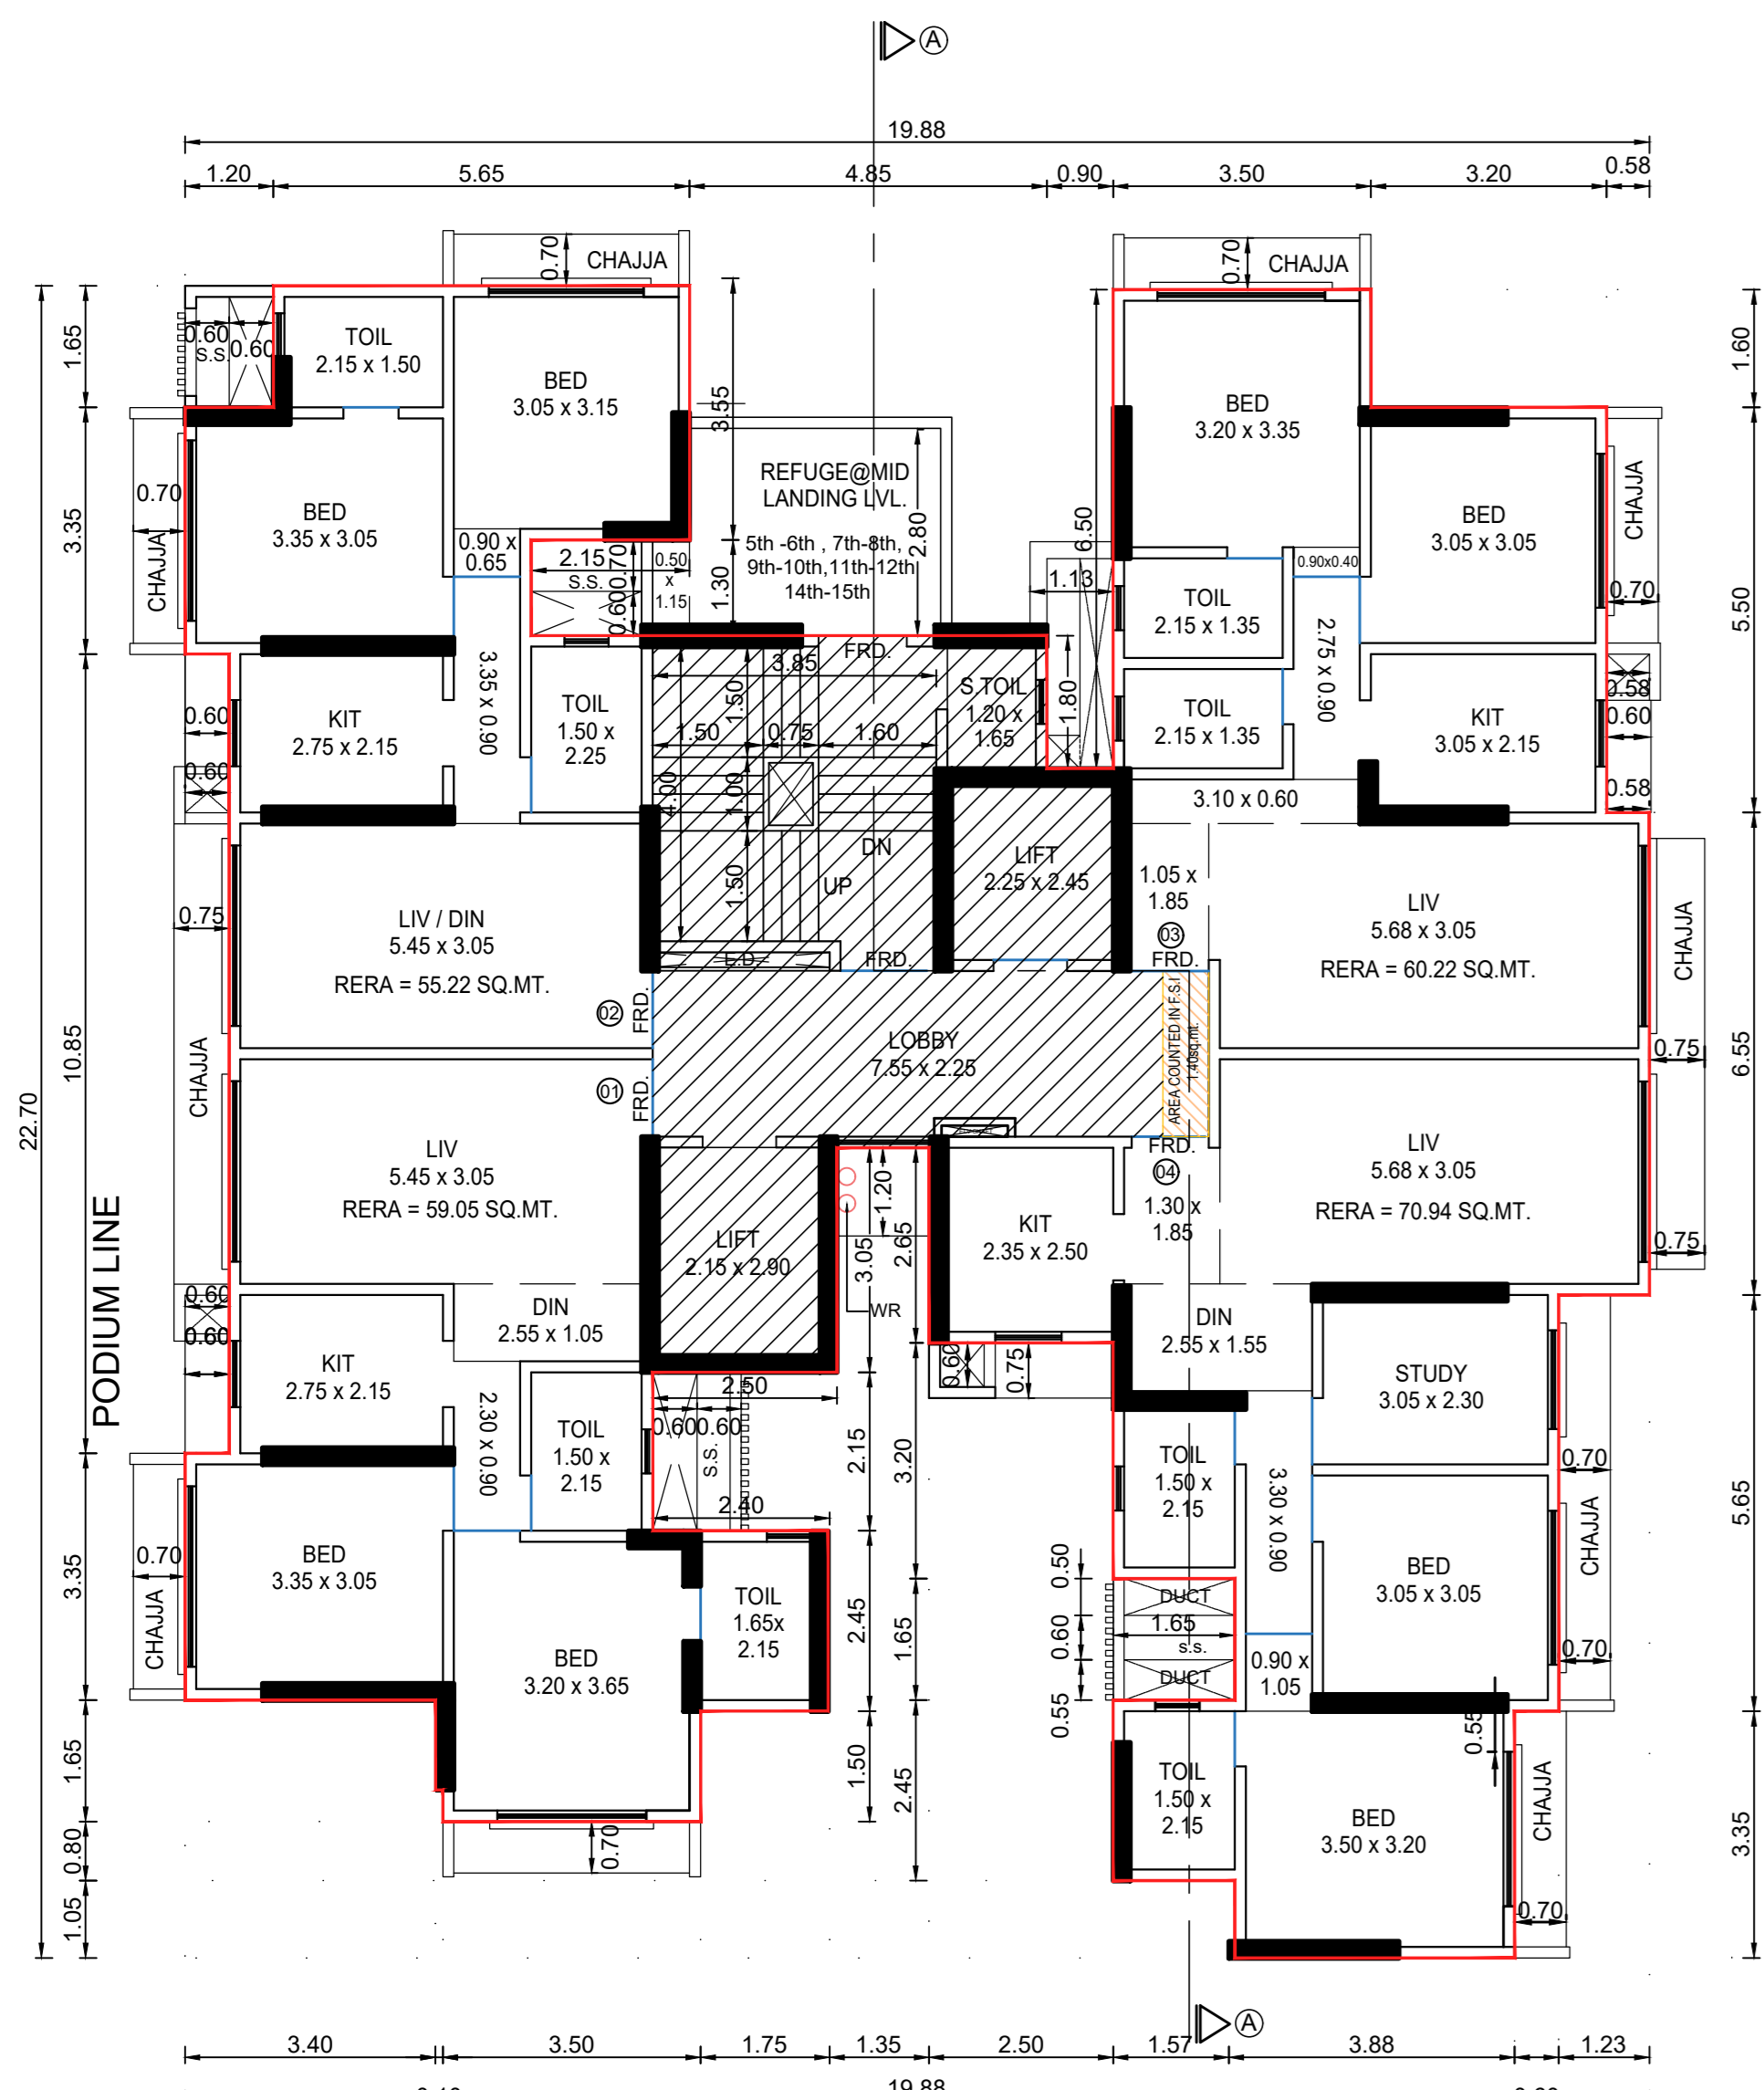 A
19.88
1.20
5.65
4.85
0.90
3.50
3.20
0.58
0.70
CHAJJA
0.70
CHAJJA
1.65
0.60
S.S.
0.60
TOIL
2.15 x 1.50
BED
3.05 x 3.15
3.55
BED
3.20 x 3.35
1.60
REFUGE@MID
LANDING LVL.
5th -6th , 7th-8th,
9th-10th,11th-12th
14th-15th
2.80
6.50
3.35
0.70
CHAJJA
BED
3.35 x 3.05
0.90 x
0.65
2.15
S.S.
0.70
0.60
0.50
x
1.15
1.30
1.13
BED
3.05 x 3.05
CHAJJA
0.70
5.50
0.90x0.40
TOIL
2.15 x 1.35
2.75 x 0.90
FRD.
3.85
S.TOIL
1.20 x
1.65
1.80
TOIL
2.15 x 1.35
KIT
3.05 x 2.15
0.58
0.60
0.58
0.60
0.60
KIT
2.75 x 2.15
3.35 x 0.90
TOIL
1.50 x
2.25
1.50
1.50
0.75
1.60
4.00
1.00
1.50
DN
UP
3.10 x 0.60
LIFT
2.25 x 2.45
1.05 x
1.85
03
FRD.
0.75
LIV / DIN
5.45 x 3.05
RERA = 55.22 SQ.MT.
E.D.
FRD.
LIV
5.68 x 3.05
RERA = 60.22 SQ.MT.
CHAJJA
6.55
10.85
22.70
CHAJJA
02
FRD.
LOBBY
7.55 x 2.25
AREA COUNTED IN F.S.I
1.40sq.mt.
0.75
01
FRD.
LIV
5.45 x 3.05
RERA = 59.05 SQ.MT.
FRD.
04
1.30 x
1.85
LIV
5.68 x 3.05
RERA = 70.94 SQ.MT.
0.75
PODIUM LINE
LIFT
2.15 x 2.90
1.20
3.05
2.65
WR
KIT
2.35 x 2.50
0.60
0.60
DIN
2.55 x 1.05
DIN
2.55 x 1.55
KIT
2.75 x 2.15
0.60
0.75
STUDY
3.05 x 2.30
2.50
2.30 x 0.90
TOIL
1.50 x
2.15
0.60
0.60
S.S.
2.40
2.15
3.20
TOIL
1.50 x
2.15
3.30 x 0.90
0.70
CHAJJA
5.65
3.35
0.70
CHAJJA
BED
3.35 x 3.05
BED
3.20 x 3.65
TOIL
1.65x
2.15
2.45
1.65
0.50
0.60
0.55
DUCT
1.65
s.s.
DUCT
0.90 x
1.05
BED
3.05 x 3.05
0.70
1.65
0.80
1.05
0.70
1.50
2.45
TOIL
1.50 x
2.15
BED
3.50 x 3.20
0.55
CHAJJA
0.70
3.35
A
3.40
3.50
1.75
1.35
2.50
1.57
3.88
1.23
19.88